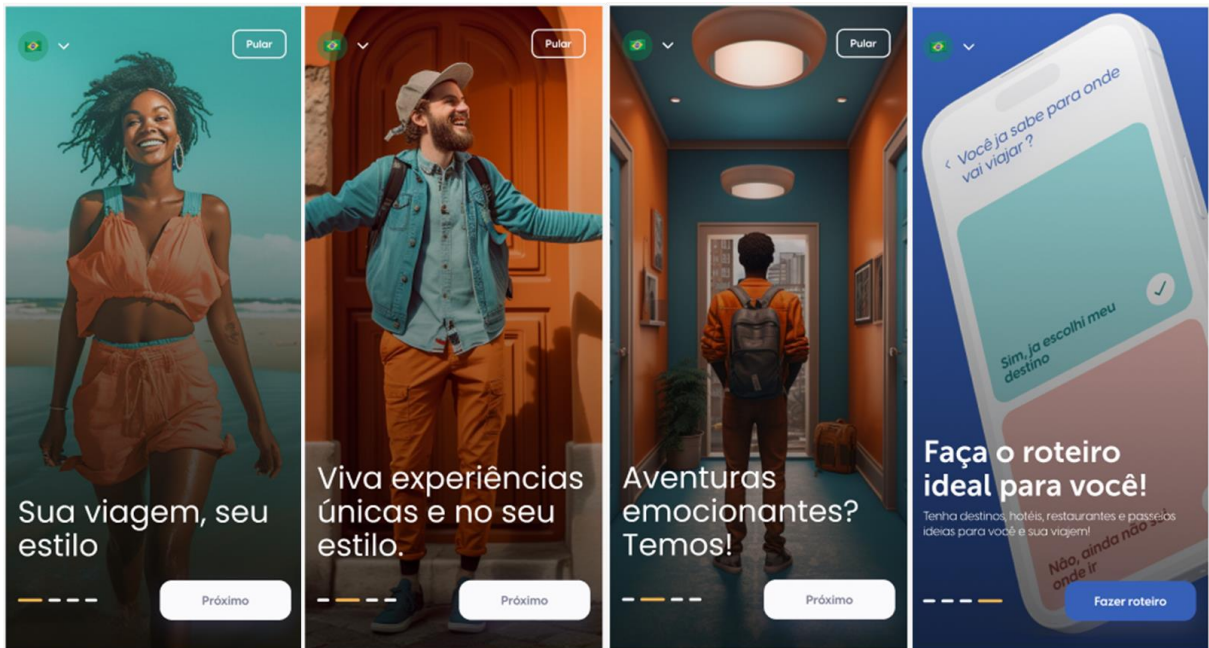 Pular
Sua viagem, seu
estilo
Próximo
Pular
Viva experiências
únicas e no seu
estilo.
Próximo
Pular
Aventuras
emocionantes?
Temos!
Próximo
Você ja sabe para onde
vai viajar ?
Sim, ja escolhi meu
destino
Faça o roteiro
ideal para você!
Tenha destinos, hotéis, restaurantes e passeios
ideias para você e sua viajem!
Não, ainda não sei
onde ir
Fazer roteiro